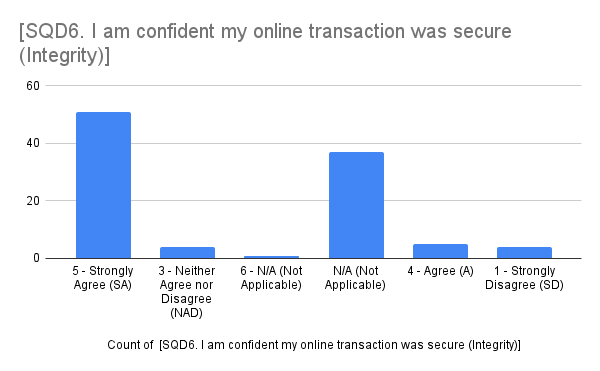 [SQD6. I am confident my online transaction was secure
(Integrity)]
60
40
20
0
5 - Strongly
Agree (SA)
3 - Neither
Agree nor
Disagree
(NAD)
6 - N/A (Not
Applicable)
N/A (Not
Applicable)
4 - Agree (A)
1 - Strongly
Disagree (SD)
Count of  [SQD6. I am confident my online transaction was secure (Integrity)]